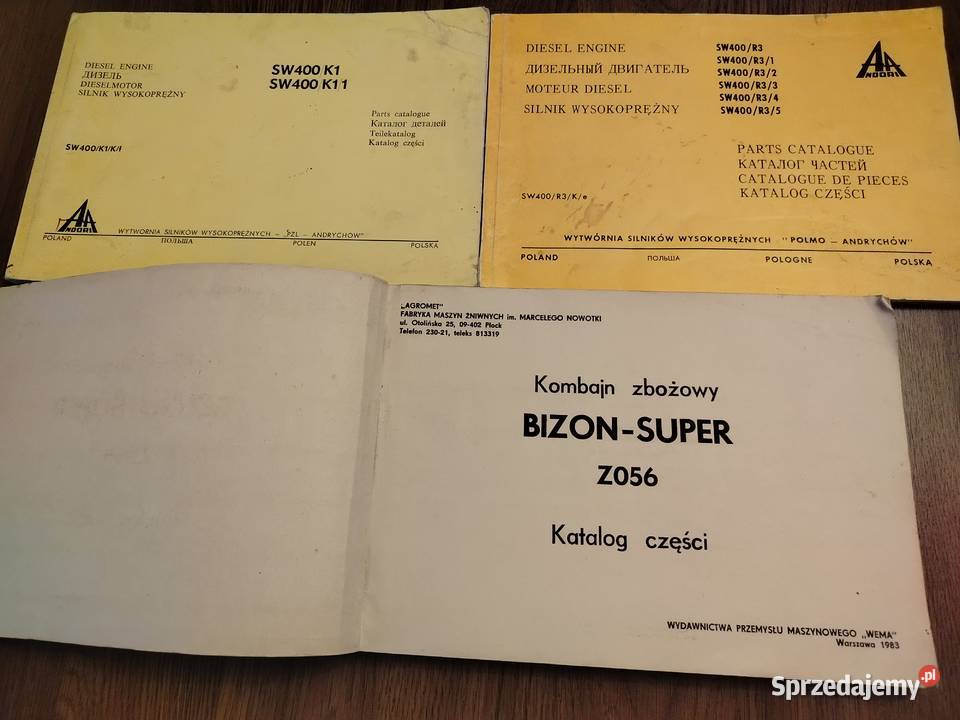 DIESEL ENGINE
ДИЗЕЛЬ
DIESELMOTOR
SILNIK WYSOKOPRĘŻNY
SW400 K1
SW400 K11
Parts catalogue
Каталог деталей
Teilekatalog
Katalog części
SW400/K1/K/I
ANDORIA
WYTWÓRNIA SILNIKÓW WYSOKOPRĘŻNYCH – PZL – ANDRYCHÓW"
POLAND ПОЛЬША POLEN POLSKA
DIESEL ENGINE
ДИЗЕЛЬНЫЙ ДВИГАТЕЛЬ
MOTEUR DIESEL
SILNIK WYSOKOPRĘŻNY
SW400/R3
SW400/R3/1
SW400/R3/2
SW400/R3/3
SW400/R3/4
SW400/R3/5
ANDORIA
PARTS CATALOGUE
КАТАЛОГ ЧАСТЕЙ
CATALOGUE DE PIECES
KATALOG CZĘŚCI
SW400/R3/K/e
WYTWÓRNIA SILNIKÓW WYSOKOPRĘŻNYCH "POLMO – ANDRYCHÓW"
POLAND ПОЛЬША POLOGNE POLSKA
„AGROMET"
FABRYKA MASZYN ŻNIWNYCH im. MARCELEGO NOWOTKI
ul. Otolińska 25, 09-402 Płock
Telefon 230-21, teleks 813319
Kombajn zbożowy
BIZON-SUPER
Z056
Katalog części
WYDAWNICTWA PRZEMYSŁU MASZYNOWEGO „WEMA"
Warszawa 1983
Sprzedajemy.pl